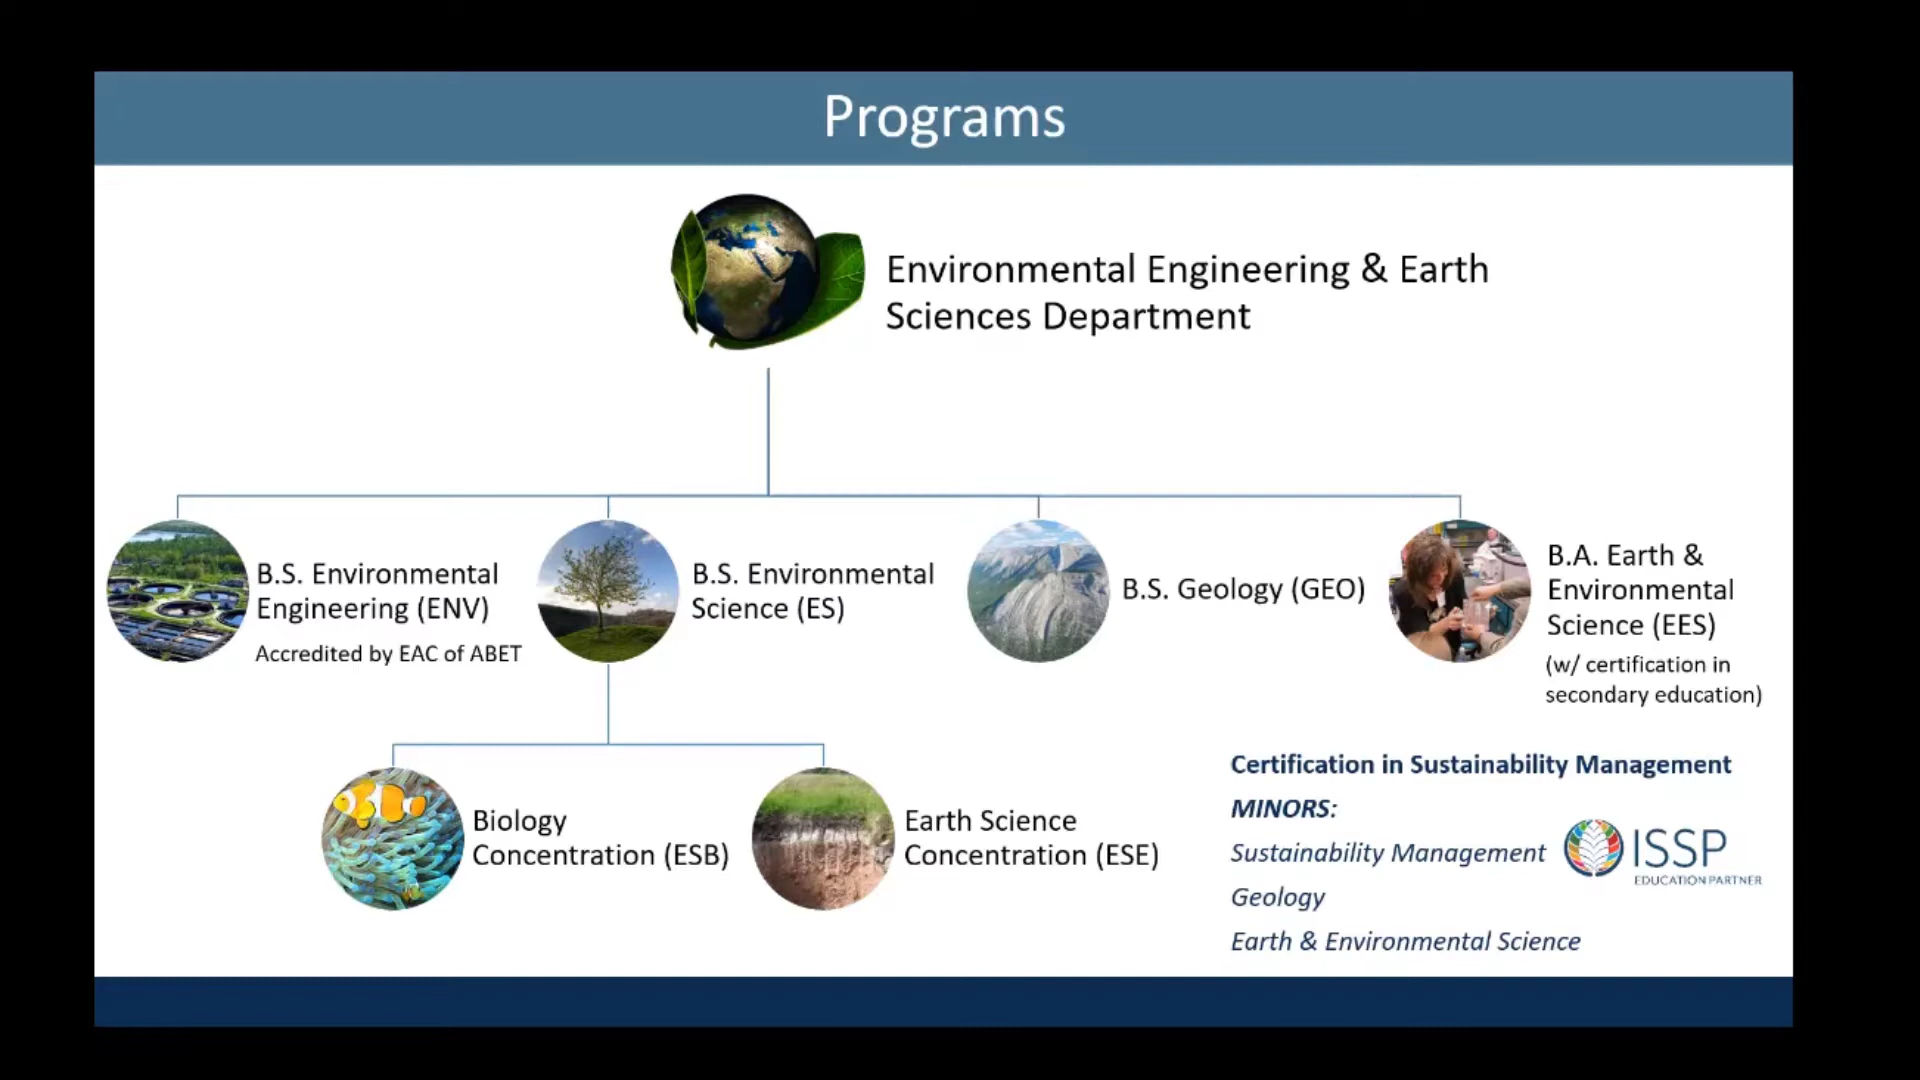 Programs
Environmental Engineering & Earth
Sciences Department
B.S. Environmental
Engineering (ENV)
Accredited by EAC of ABET
B.S. Environmental
Science (ES)
B.S. Geology (GEO)
B.A. Earth &
Environmental
Science (EES)
(w/ certification in
secondary education)
Biology
Concentration (ESB)
Earth Science
Concentration (ESE)
Certification in Sustainability Management
MINORS:
Sustainability Management
Geology
Earth & Environmental Science
ISSP
EDUCATION PARTNER